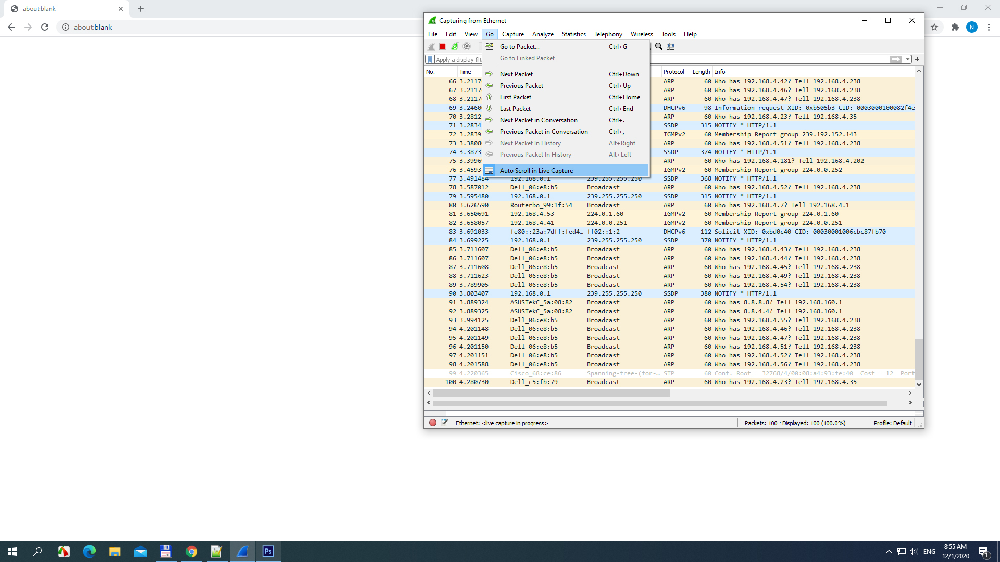 about:blank
about:blank
N
Capturing from Ethernet
File Edit View Go Capture Analyze Statistics Telephony Wireless Tools Help
Apply a display filt
Go to Packet... Ctrl+G
Go to Linked Packet
Next Packet Ctrl+Down
Previous Packet Ctrl+Up
First Packet Ctrl+Home
Last Packet Ctrl+End
Next Packet in Conversation Ctrl+.
Previous Packet in Conversation Ctrl+,
Next Packet In History Alt+Right
Previous Packet In History Alt+Left
Auto Scroll in Live Capture
No. Time Protocol Length Info
66 3.2117 ARP 60 Who has 192.168.4.42? Tell 192.168.4.238
67 3.2117 ARP 60 Who has 192.168.4.46? Tell 192.168.4.238
68 3.2117 ARP 60 Who has 192.168.4.47? Tell 192.168.4.238
69 3.2460 DHCPv6 98 Information-request XID: 0xb505b3 CID: 0003000100082f4e
70 3.2812 ARP 60 Who has 192.168.4.23? Tell 192.168.4.35
71 3.2834 SSDP 315 NOTIFY * HTTP/1.1
72 3.2839 IGMPv2 60 Membership Report group 239.192.152.143
73 3.3808 ARP 60 Who has 192.168.4.51? Tell 192.168.4.238
74 3.3873 SSDP 374 NOTIFY * HTTP/1.1
75 3.3996 ARP 60 Who has 192.168.4.181? Tell 192.168.4.202
76 3.4593 IGMPv2 60 Membership Report group 224.0.0.252
77 3.491484 192.168.0.1 239.255.255.250 SSDP 368 NOTIFY * HTTP/1.1
78 3.587012 Dell_06:e8:b5 Broadcast ARP 60 Who has 192.168.4.52? Tell 192.168.4.238
79 3.595480 192.168.0.1 239.255.255.250 SSDP 315 NOTIFY * HTTP/1.1
80 3.626590 Routerbo_99:1f:54 Broadcast ARP 60 Who has 192.168.4.7? Tell 192.168.4.1
81 3.650691 192.168.4.53 224.0.1.60 IGMPv2 60 Membership Report group 224.0.1.60
82 3.658057 192.168.4.41 224.0.0.251 IGMPv2 60 Membership Report group 224.0.0.251
83 3.691033 fe80::23a:7dff:fed4… ff02::1:2 DHCPv6 112 Solicit XID: 0xbd0c40 CID: 00030001006cbc87fb70
84 3.699225 192.168.0.1 239.255.255.250 SSDP 370 NOTIFY * HTTP/1.1
85 3.711607 Dell_06:e8:b5 Broadcast ARP 60 Who has 192.168.4.43? Tell 192.168.4.238
86 3.711607 Dell_06:e8:b5 Broadcast ARP 60 Who has 192.168.4.44? Tell 192.168.4.238
87 3.711608 Dell_06:e8:b5 Broadcast ARP 60 Who has 192.168.4.45? Tell 192.168.4.238
88 3.711623 Dell_06:e8:b5 Broadcast ARP 60 Who has 192.168.4.49? Tell 192.168.4.238
89 3.789905 Dell_06:e8:b5 Broadcast ARP 60 Who has 192.168.4.54? Tell 192.168.4.238
90 3.803407 192.168.0.1 239.255.255.250 SSDP 380 NOTIFY * HTTP/1.1
91 3.889324 ASUSTekC_5a:08:82 Broadcast ARP 60 Who has 8.8.8.8? Tell 192.168.160.1
92 3.889325 ASUSTekC_5a:08:82 Broadcast ARP 60 Who has 8.8.4.4? Tell 192.168.160.1
93 3.994125 Dell_06:e8:b5 Broadcast ARP 60 Who has 192.168.4.55? Tell 192.168.4.238
94 4.201148 Dell_06:e8:b5 Broadcast ARP 60 Who has 192.168.4.46? Tell 192.168.4.238
95 4.201149 Dell_06:e8:b5 Broadcast ARP 60 Who has 192.168.4.47? Tell 192.168.4.238
96 4.201150 Dell_06:e8:b5 Broadcast ARP 60 Who has 192.168.4.51? Tell 192.168.4.238
97 4.201151 Dell_06:e8:b5 Broadcast ARP 60 Who has 192.168.4.52? Tell 192.168.4.238
98 4.201588 Dell_06:e8:b5 Broadcast ARP 60 Who has 192.168.4.56? Tell 192.168.4.238
99 4.220365 Cisco_68:ce:86 Spanning-tree-(for-… STP 60 Conf. Root = 32768/4/00:08:a4:93:fe:40 Cost = 12 Port
100 4.280730 Dell_c5:fb:79 Broadcast ARP 60 Who has 192.168.4.23? Tell 192.168.4.35
Ethernet: <live capture in progress> Packets: 100 · Displayed: 100 (100.0%) Profile: Default
Ps
ENG
8:55 AM
12/1/2020
1